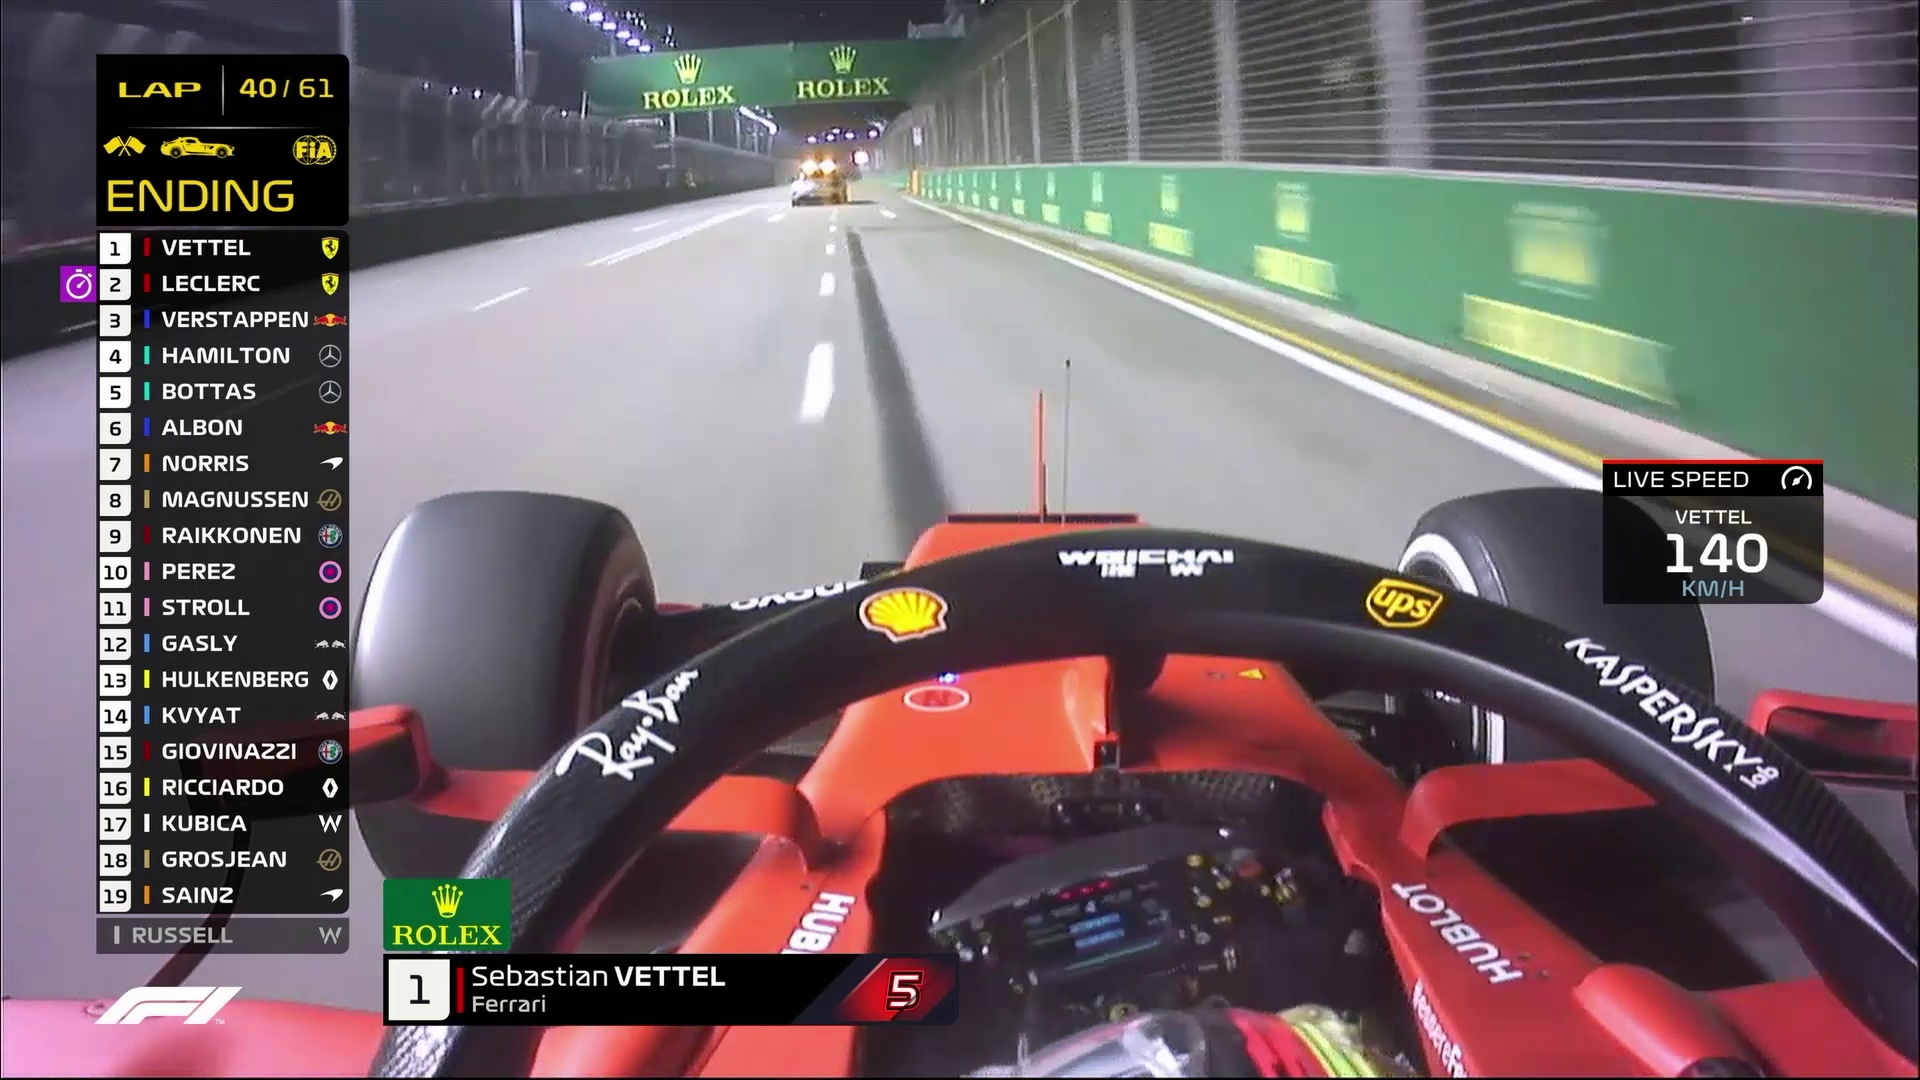 ROLEX ROLEX
LAP 40 / 61
FIA
ENDING
1 VETTEL
2 LECLERC
3 VERSTAPPEN
4 HAMILTON
5 BOTTAS
6 ALBON
7 NORRIS
8 MAGNUSSEN
9 RAIKKONEN
10 PEREZ
11 STROLL
12 GASLY
13 HULKENBERG
14 KVYAT
15 GIOVINAZZI
16 RICCIARDO
17 KUBICA
18 GROSJEAN
19 SAINZ
RUSSELL
LIVE SPEED
VETTEL
140
KM/H
WEICHAI
ups
Ray-Ban
KASPERSKY
HUBLOT
ROLEX
1 Sebastian VETTEL 5
Ferrari
F1